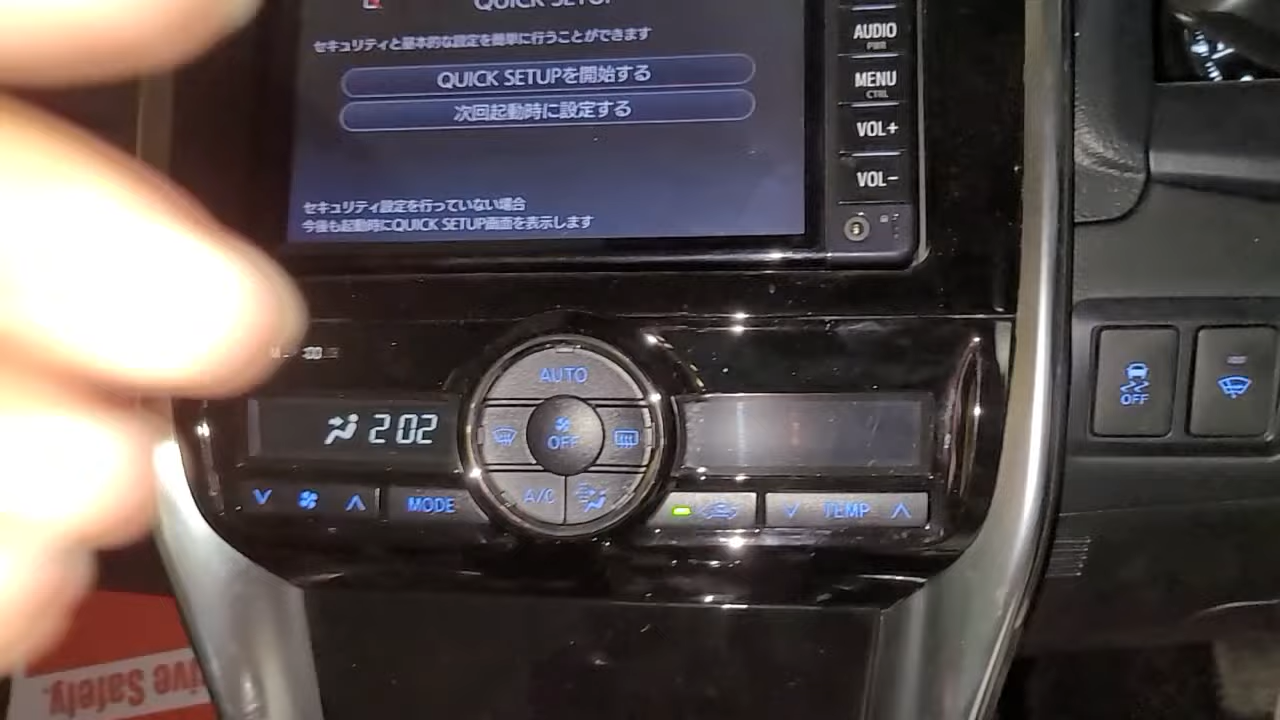 QUICK SETUP
セキュリティと基本的な設定を簡単に行うことができます
QUICK SETUPを開始する
次回起動時に設定する
セキュリティ設定を行っていない場合
今後も起動時にQUICK SETUP画面を表示します
AUDIO
PWR
MENU
CTRL
VOL+
VOL−
AUTO
OFF
A/C
202
MODE
TEMP
OFF
ive Safely.